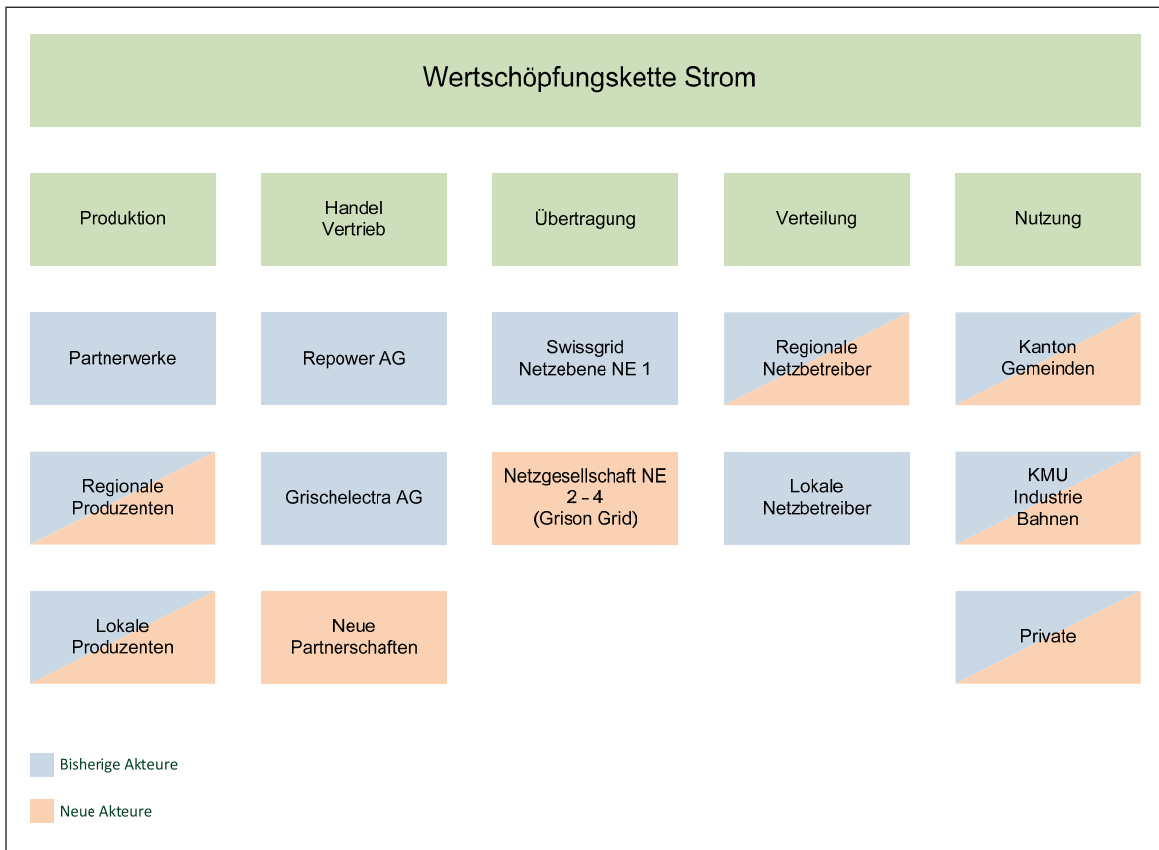 Wertschöpfungskette Strom
Produktion
Handel
Vertrieb
Übertragung
Verteilung
Nutzung
Partnerwerke
Repower AG
Swissgrid
Netzebene NE 1
Regionale
Netzbetreiber
Kanton
Gemeinden
Regionale
Produzenten
Grischelectra AG
Netzgesellschaft NE
2 - 4
(Grison Grid)
Lokale
Netzbetreiber
KMU
Industrie
Bahnen
Lokale
Produzenten
Neue
Partnerschaften
Private
Bisherige Akteure
Neue Akteure